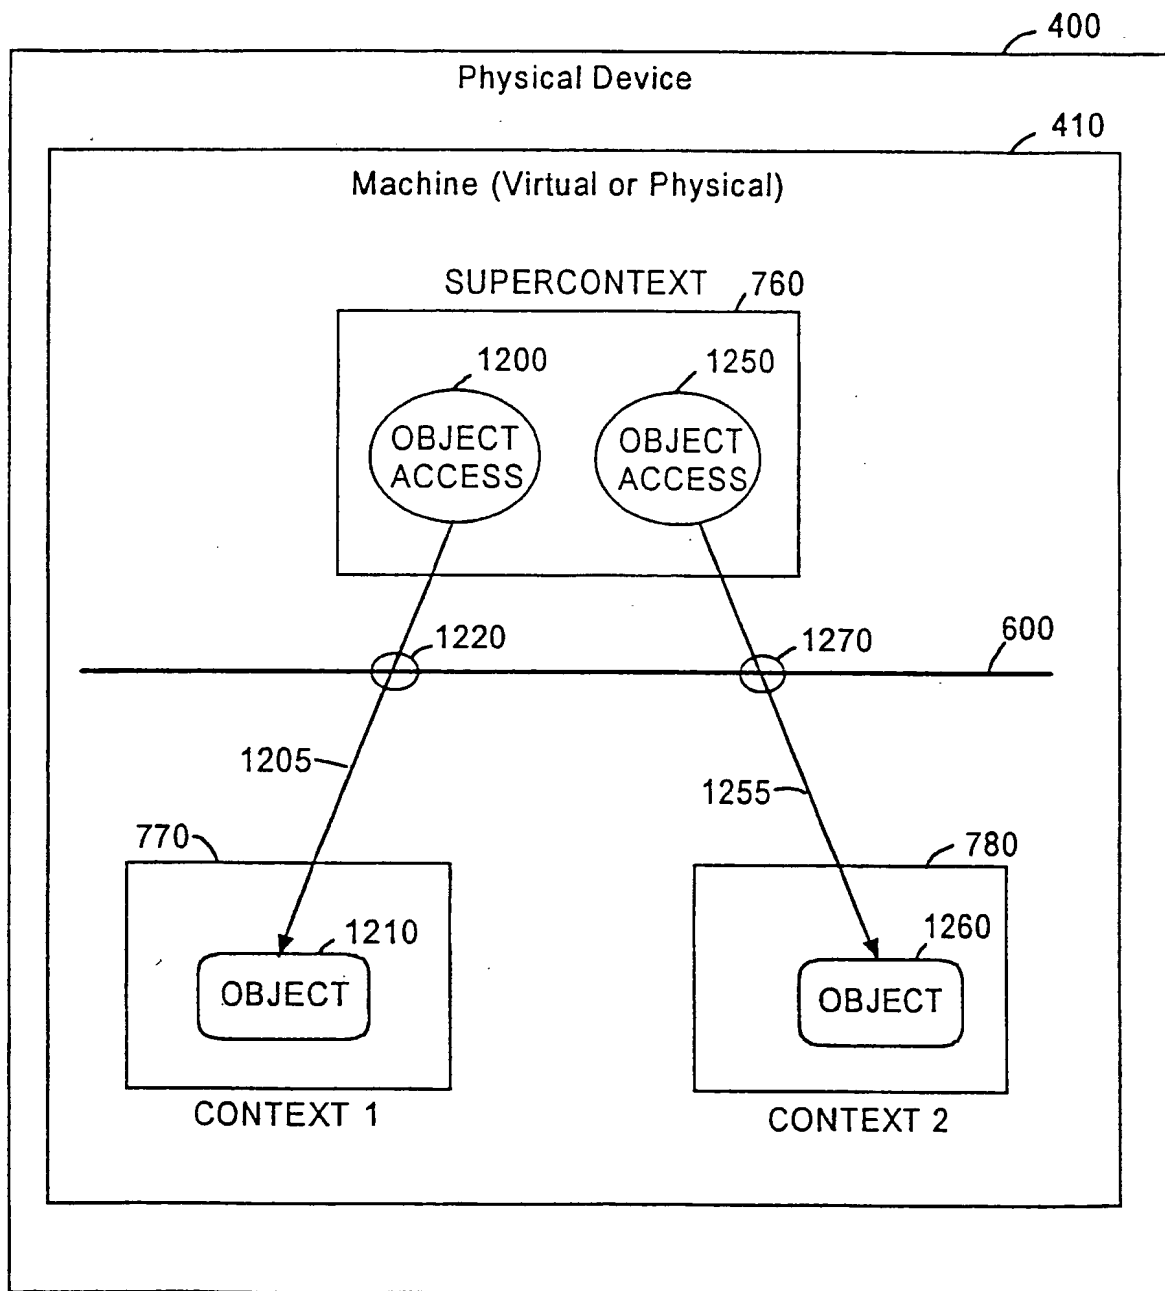 400
Physical Device
410
Machine (Virtual or Physical)
SUPERCONTEXT
760
1200
1250
OBJECT
ACCESS
OBJECT
ACCESS
1220
1270
600
1205
1255
770
780
1210
1260
OBJECT
OBJECT
CONTEXT 1
CONTEXT 2